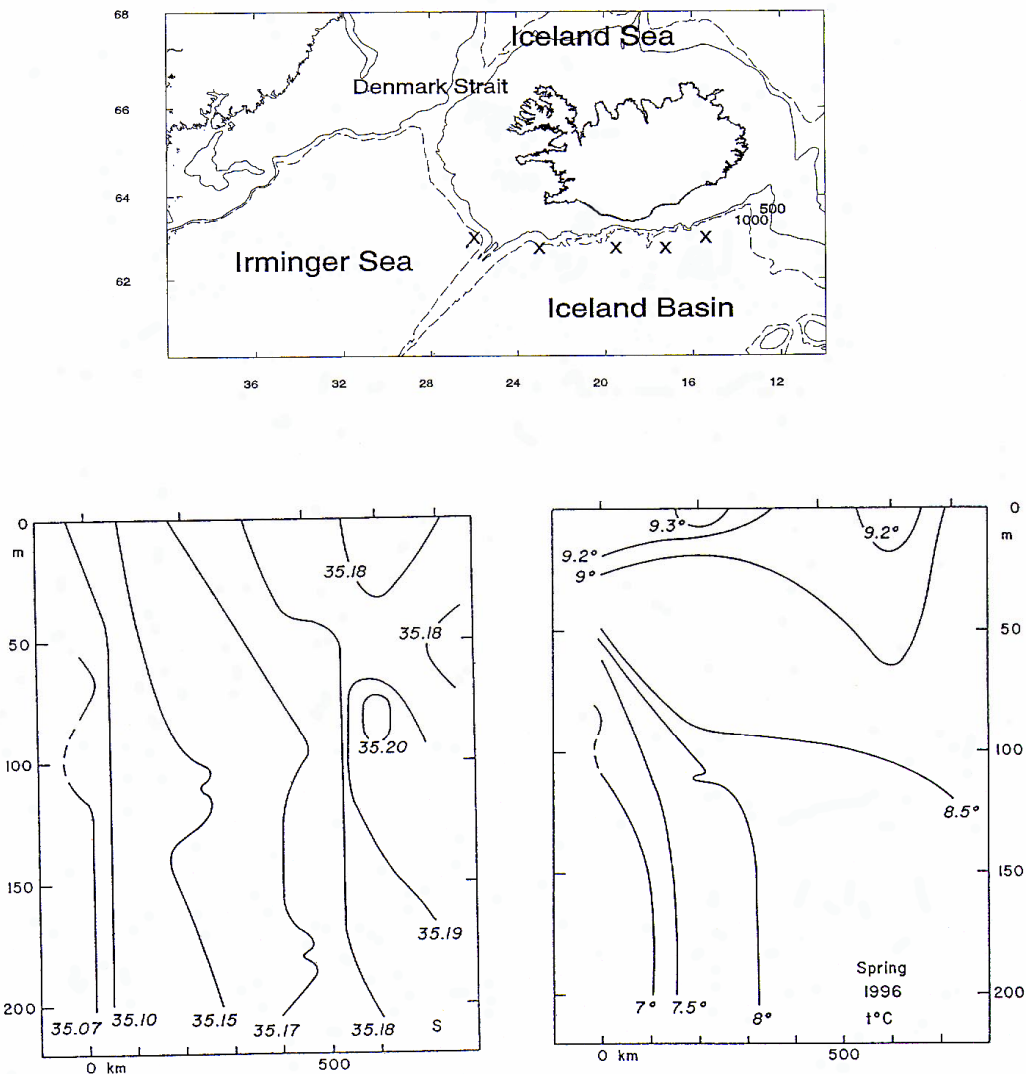 68
Iceland Sea
Denmark Strait
66
64
500
1000
X X X X X
Irminger Sea
62
Iceland Basin
36 32 28 24 20 16 12
0
m
50
100
150
200
35.18
35.18
35.20
35.19
35.07 35.10 35.15 35.17 35.18 S
0 km 500
0
m
50
100
150
200
9.3°
9.2°
9.2°
9°
8.5°
Spring
1996
t°C
7° 7.5° 8°
0 km 500